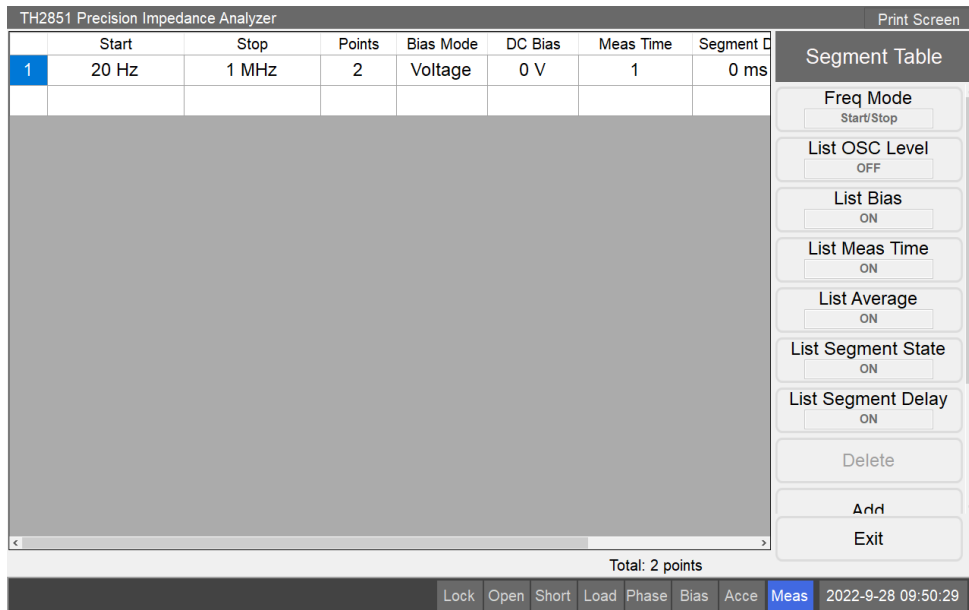 TH2851 Precision Impedance Analyzer
Print Screen
Start Stop Points Bias Mode DC Bias Meas Time Segment D
1 20 Hz 1 MHz 2 Voltage 0 V 1 0 ms
Segment Table
Freq Mode
Start/Stop
List OSC Level
OFF
List Bias
ON
List Meas Time
ON
List Average
ON
List Segment State
ON
List Segment Delay
ON
Delete
Add
Exit
Total: 2 points
Lock Open Short Load Phase Bias Acce Meas 2022-9-28 09:50:29